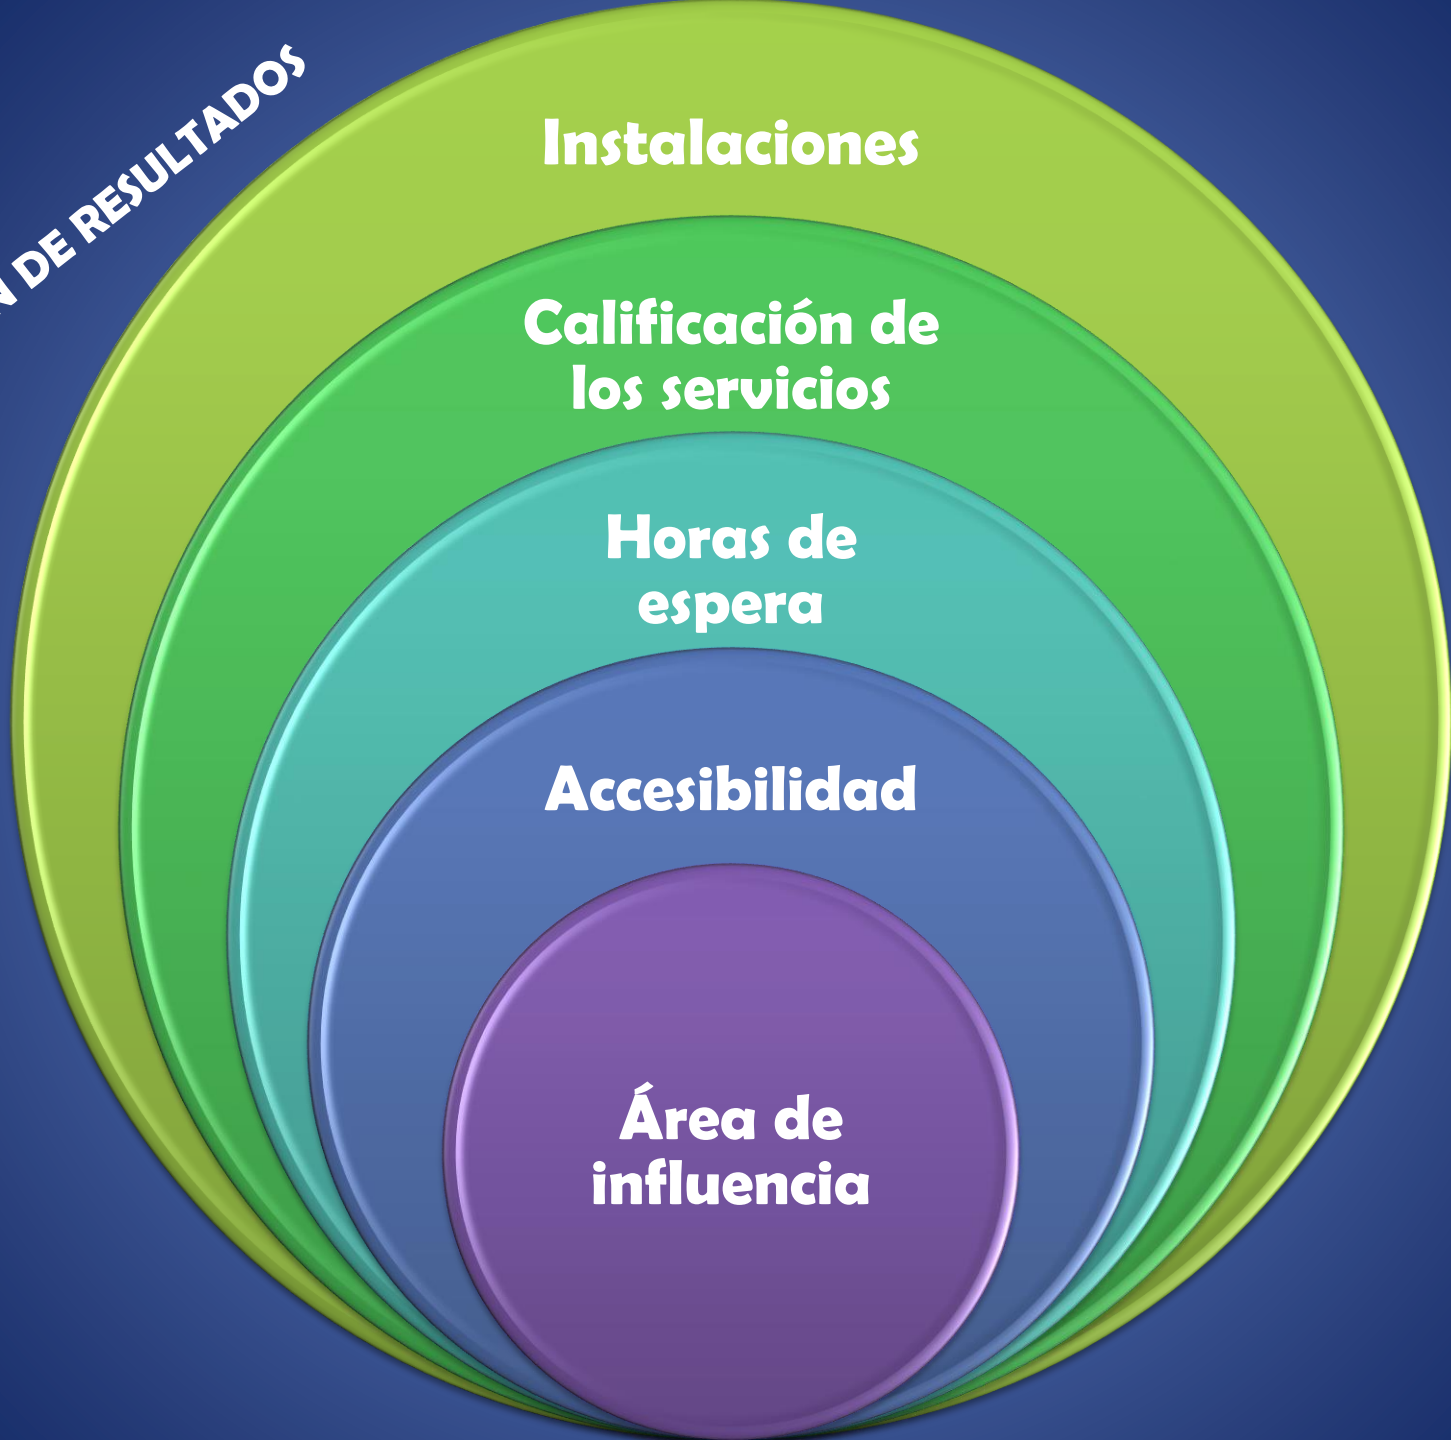 DE RESULTADOS
Instalaciones
Calificación de
los servicios
Horas de
espera
Accesibilidad
Área de
influencia